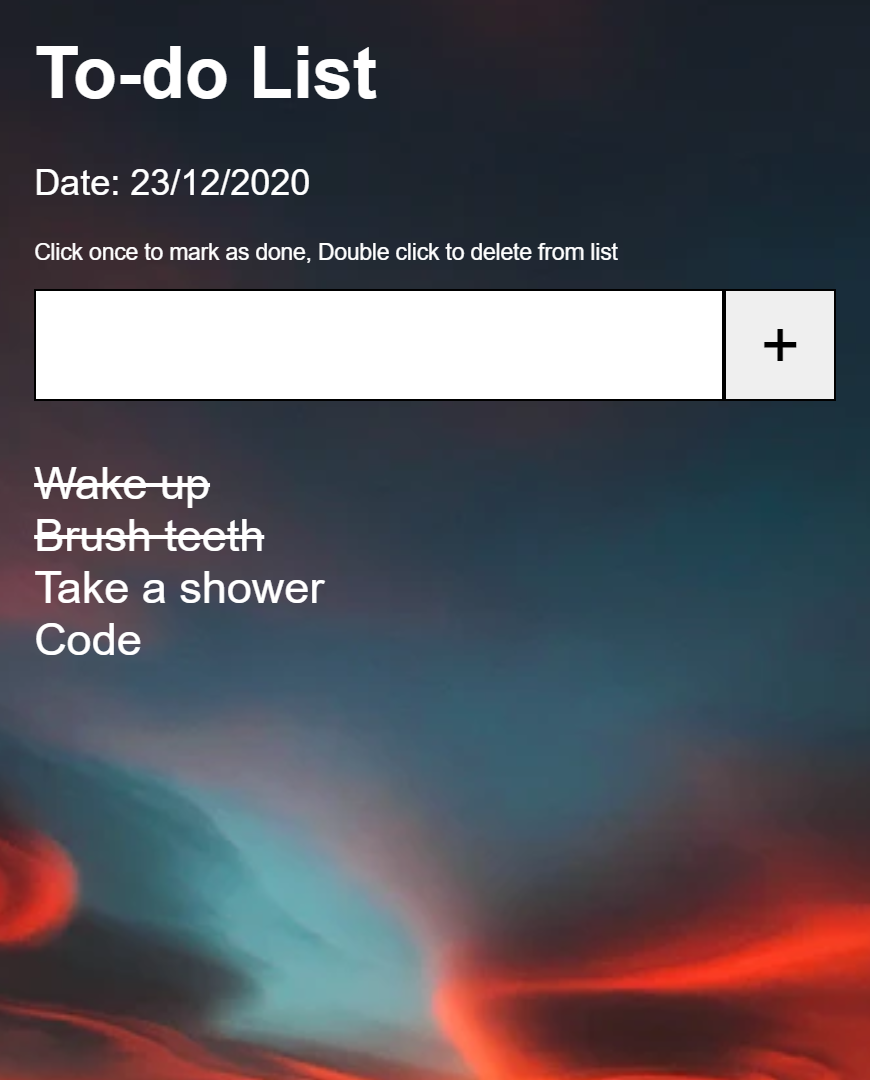 To-do List
Date: 23/12/2020
Click once to mark as done, Double click to delete from list
+
Wake up
Brush teeth
Take a shower
Code